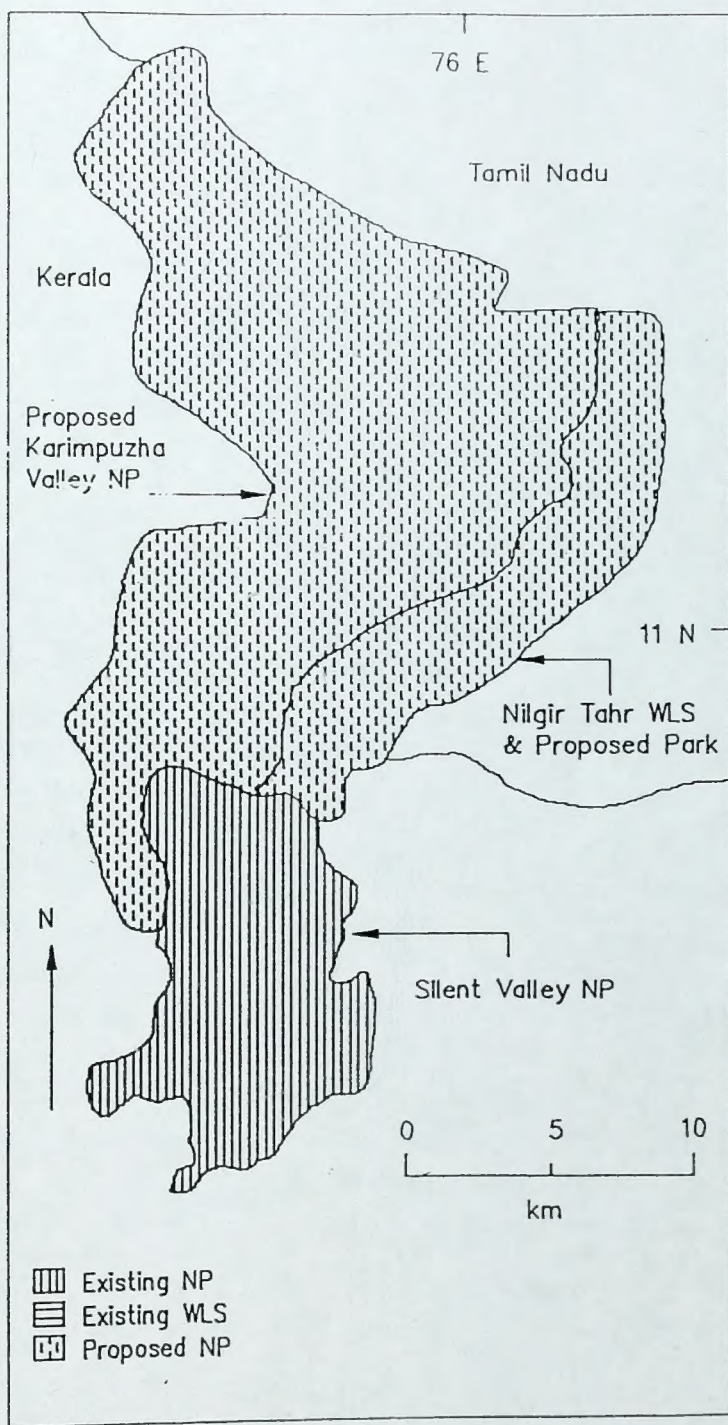 76 E
Tamil Nadu
Kerala
Proposed
Karimpuzha
Valley NP
11 N
Nilgir Tahr WLS
& Proposed Park
N
Silent Valley NP
0 5 10
km
Existing NP
Existing WLS
Proposed NP